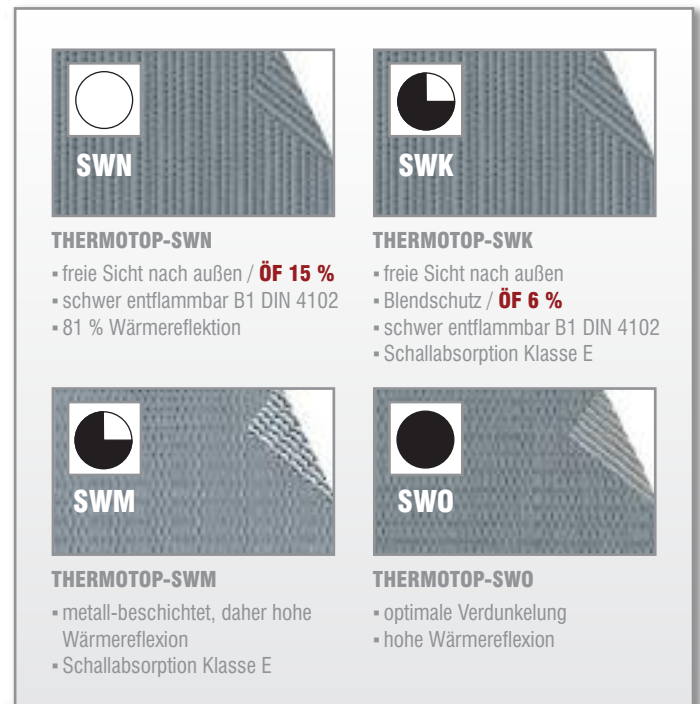 SWN
THERMOTOP-SWN
▪ freie Sicht nach außen / ÖF 15 %
▪ schwer entflammbar B1 DIN 4102
▪ 81 % Wärmereflektion
SWK
THERMOTOP-SWK
▪ freie Sicht nach außen
▪ Blendschutz / ÖF 6 %
▪ schwer entflammbar B1 DIN 4102
▪ Schallabsorption Klasse E
SWM
THERMOTOP-SWM
▪ metall-beschichtet, daher hohe
Wärmereflexion
▪ Schallabsorption Klasse E
SWO
THERMOTOP-SWO
▪ optimale Verdunkelung
▪ hohe Wärmereflexion